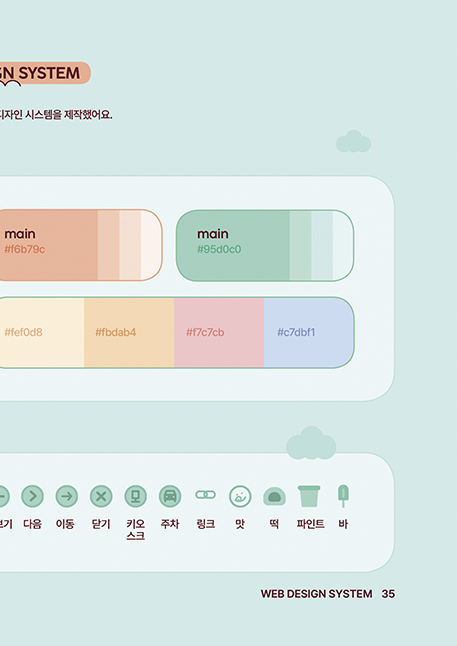 GN SYSTEM
디자인 시스템을 제작했어요.
main
#f6b79c
main
#95d0c0
#fef0d8
#fbdab4
#f7c7cb
#c7dbf1
보기 다음 이동 닫기 키오 주차 링크 맛 떡 파인트 바
스크
WEB DESIGN SYSTEM 35